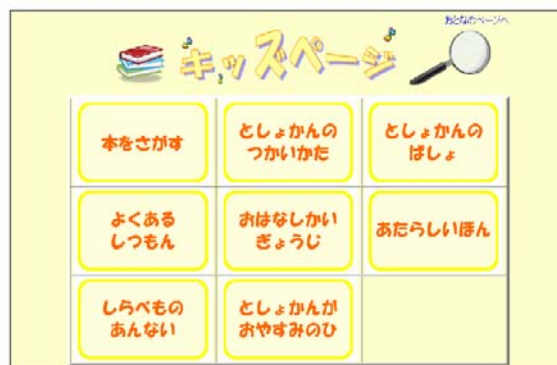 おとなのページへ
キッズページ
本をさがす
としょかんの
つかいかた
としょかんの
ばしょ
よくある
しつもん
おはなしかい
ぎょうじ
あたらしいほん
しらべもの
あんない
としょかんが
おやすみのひ